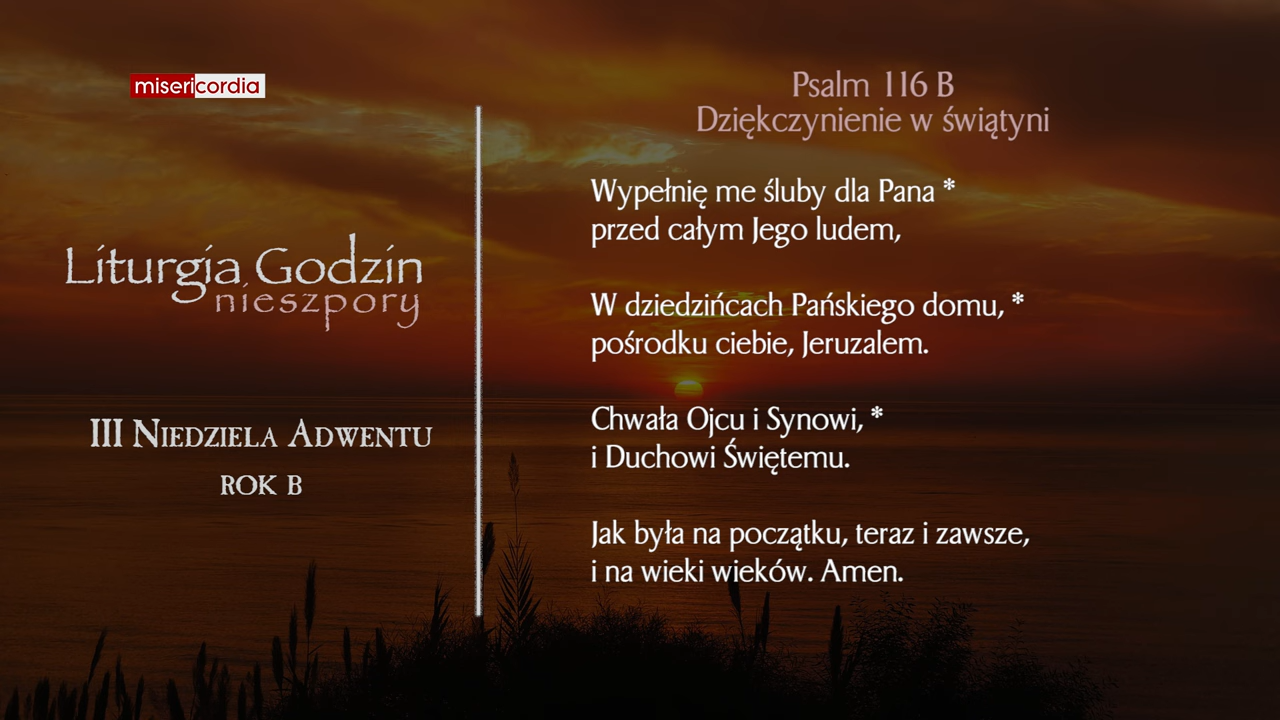 misericordia
Liturgia Godzin
nieszpory
III Niedziela Adwentu
ROK B
Psalm 116 B
Dziękczynienie w świątyni
Wypełnię me śluby dla Pana *
przed całym Jego ludem,
W dziedzińcach Pańskiego domu, *
pośrodku ciebie, Jeruzalem.
Chwała Ojcu i Synowi, *
i Duchowi Świętemu.
Jak była na początku, teraz i zawsze,
i na wieki wieków. Amen.